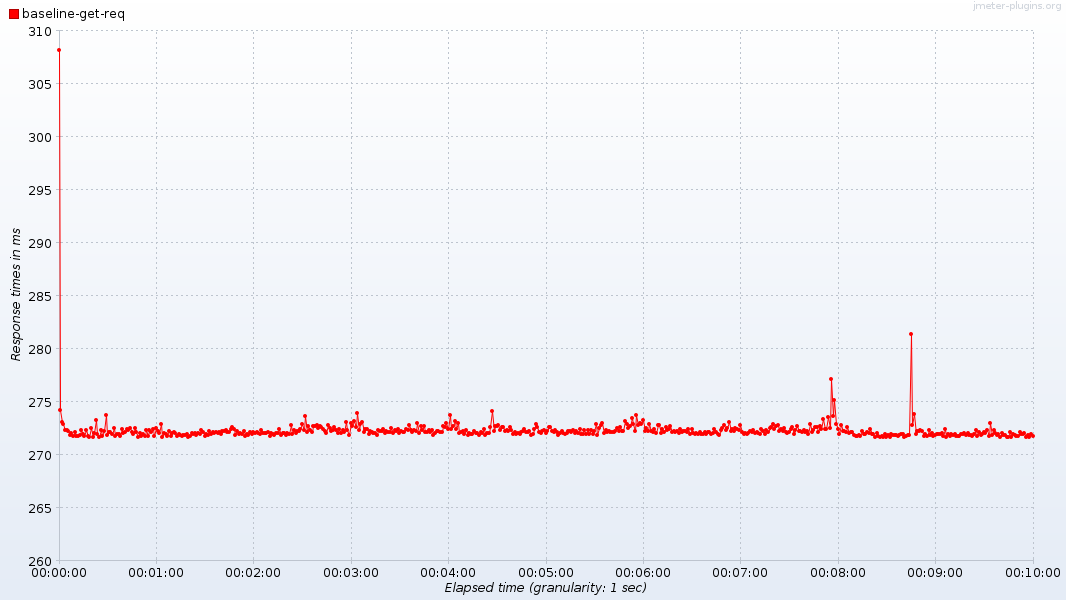 jmeter-plugins.org
baseline-get-req
310
305
300
295
290
285
280
275
270
265
260
Response times in ms
00:00:00 00:01:00 00:02:00 00:03:00 00:04:00 00:05:00 00:06:00 00:07:00 00:08:00 00:09:00 00:10:00
Elapsed time (granularity: 1 sec)